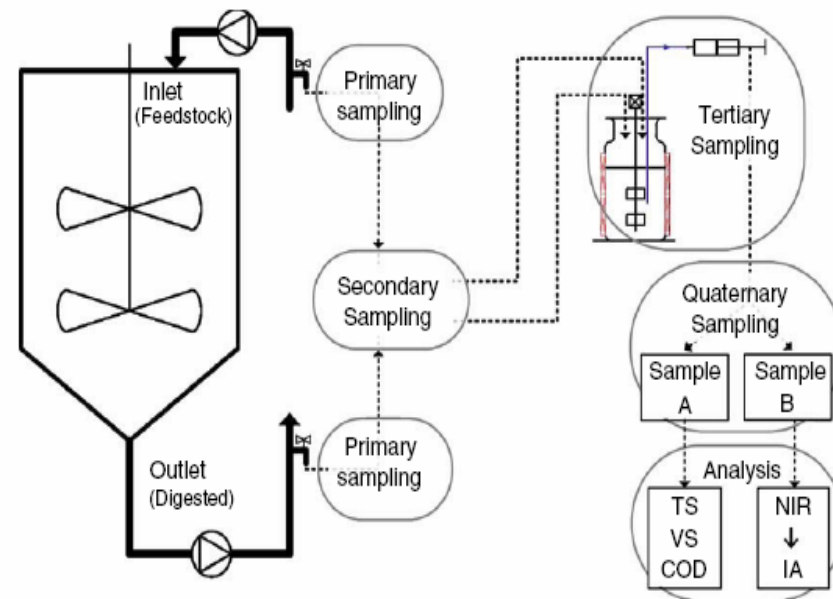 Inlet
(Feedstock)
Primary
sampling
Tertiary
Sampling
Secondary
Sampling
Quaternary
Sampling
Sample
A
Sample
B
Outlet
(Digested)
Primary
sampling
Analysis
TS
VS
COD
NIR
IA